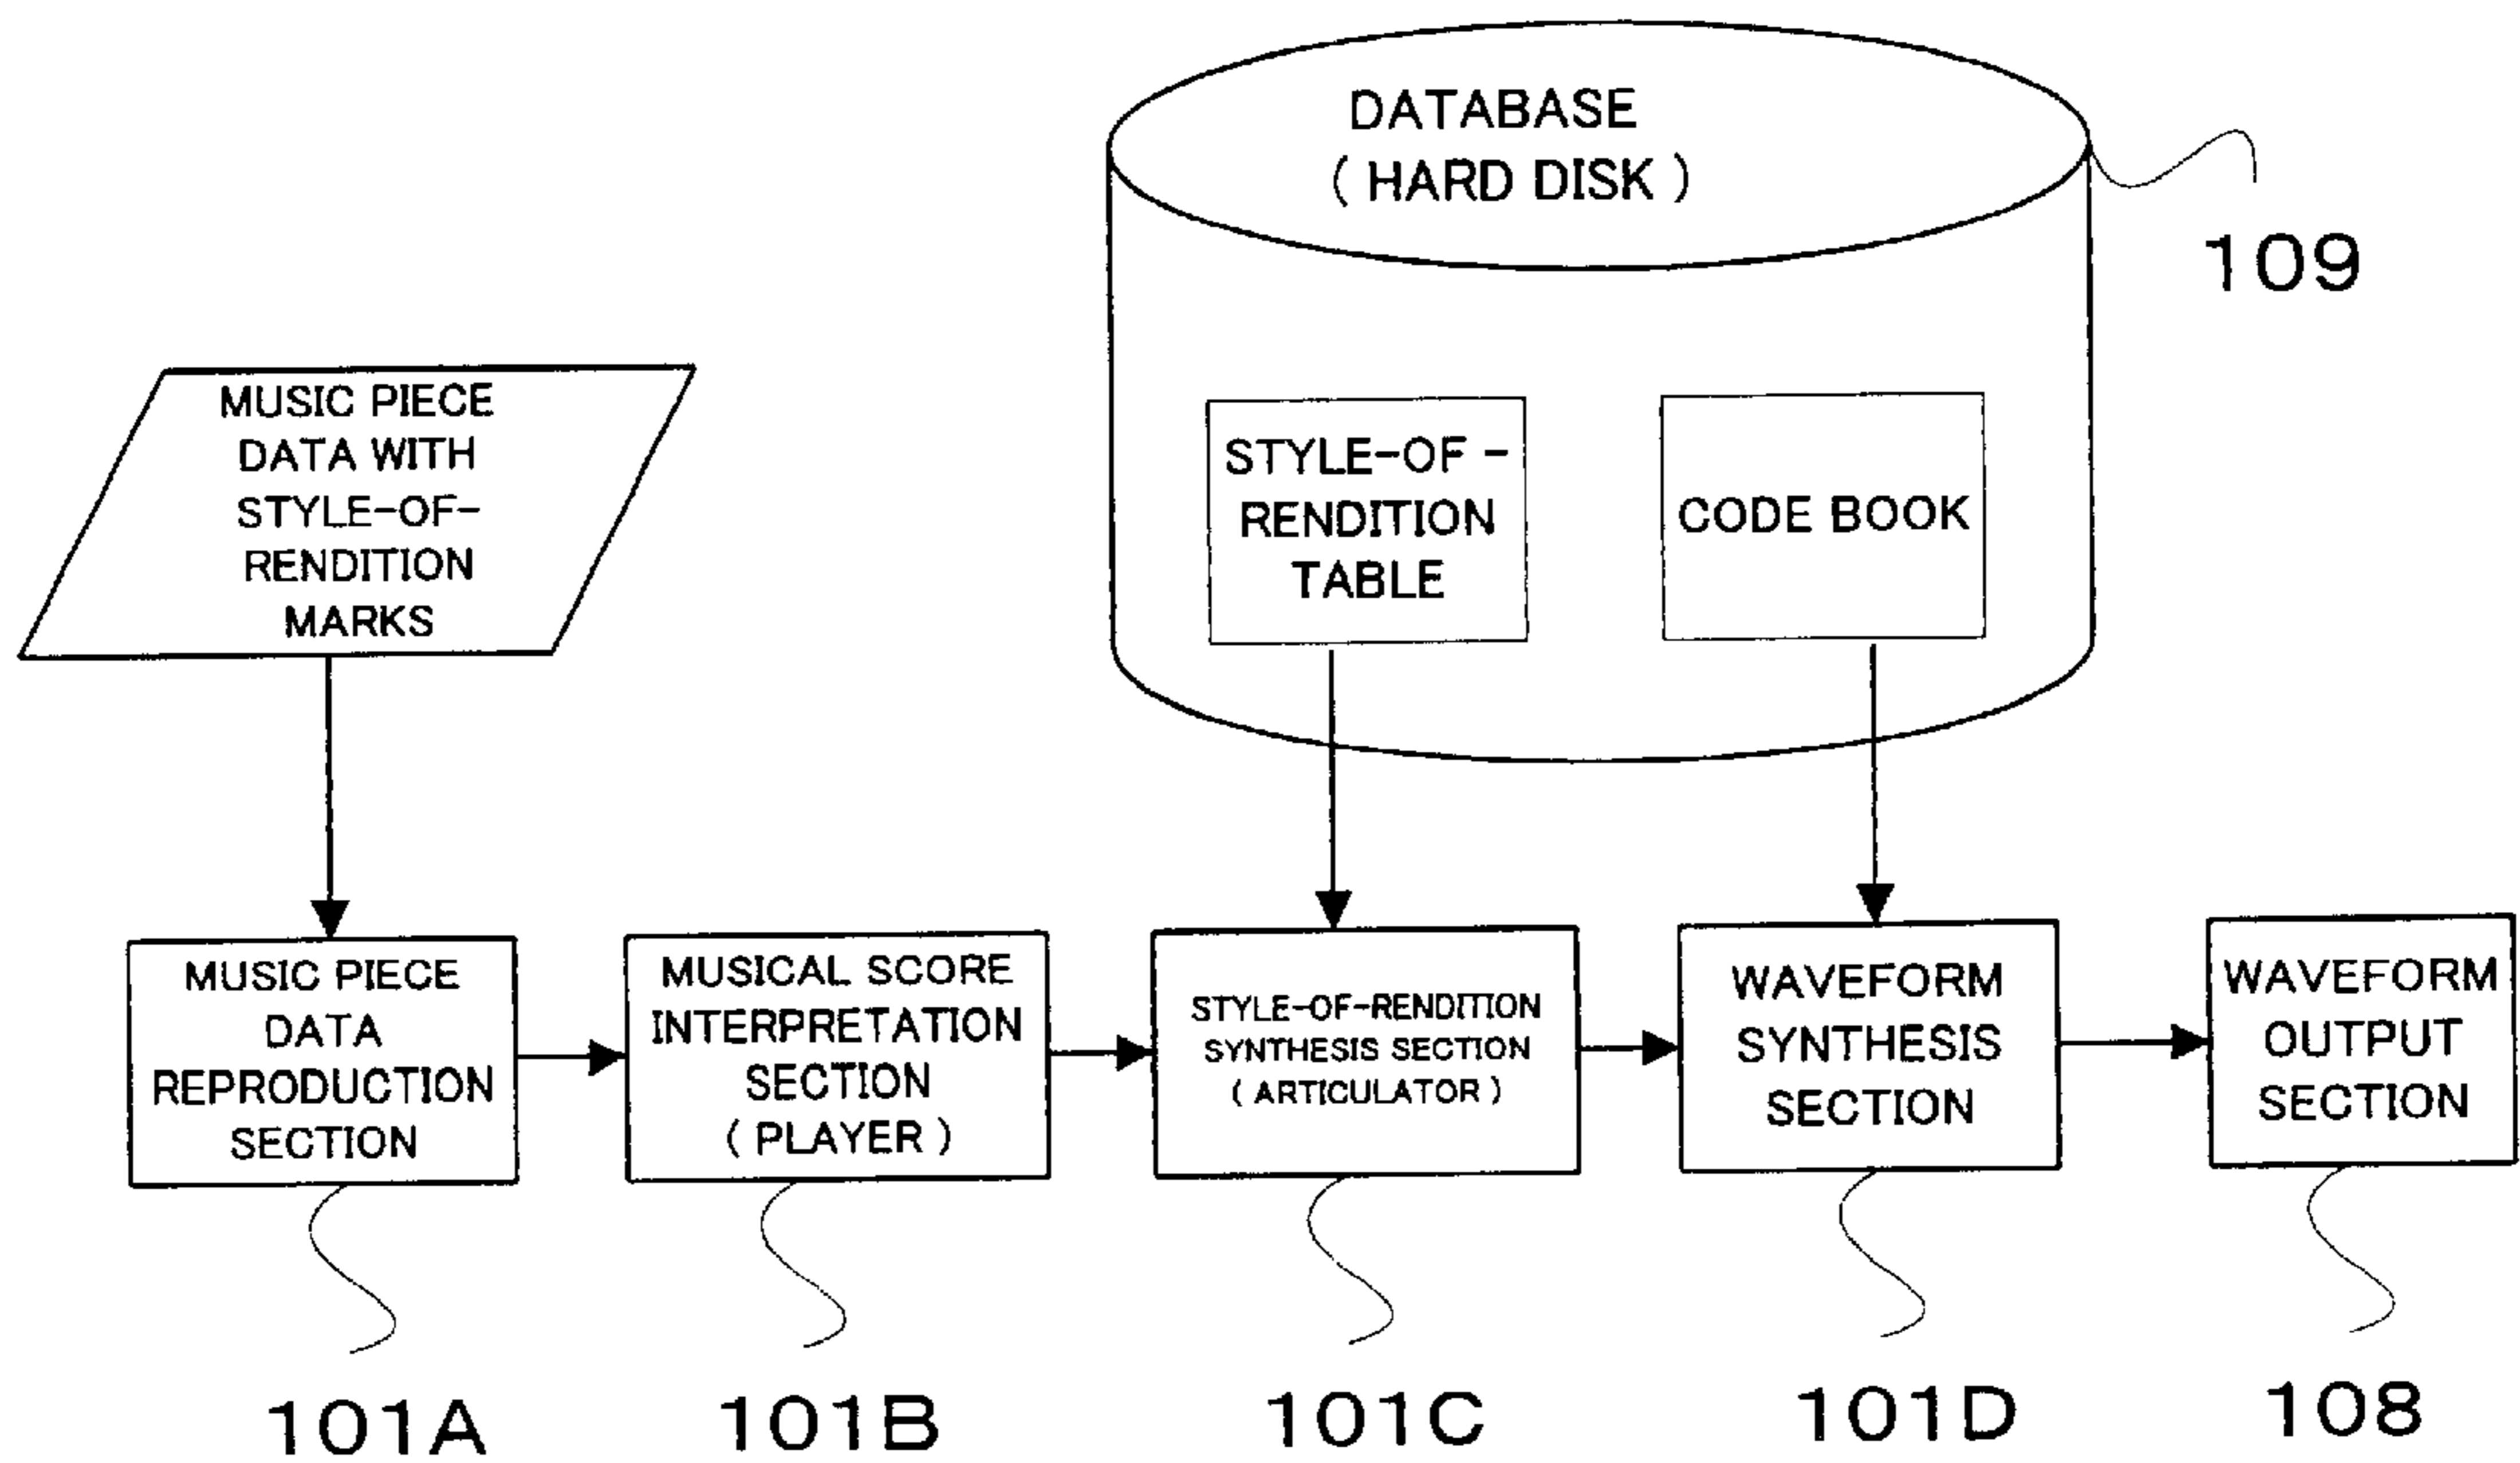 DATABASE
( HARD DISK )
109
MUSIC PIECE
DATA WITH
STYLE-OF-
RENDITION
MARKS
STYLE-OF-
RENDITION
TABLE
CODE BOOK
MUSIC PIECE
DATA
REPRODUCTION
SECTION
MUSICAL SCORE
INTERPRETATION
SECTION
( PLAYER )
STYLE-OF-RENDITION
SYNTHESIS SECTION
( ARTICULATOR )
WAVEFORM
SYNTHESIS
SECTION
WAVEFORM
OUTPUT
SECTION
101A
101B
101C
101D
108